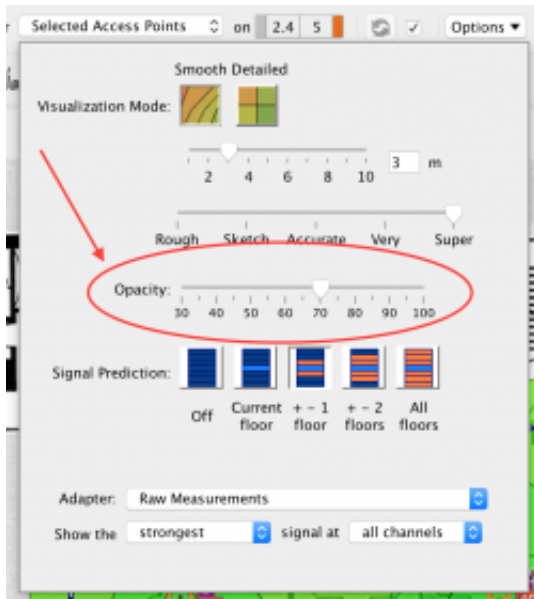 Selected Access Points on 2.4 5 Options
Smooth Detailed
Visualization Mode:
2 4 6 8 10 3 m
Rough Sketch Accurate Very Super
Opacity:
30 40 50 60 70 80 90 100
Signal Prediction:
Off Current floor + - 1 floor + - 2 floors All floors
Adapter: Raw Measurements
Show the strongest signal at all channels